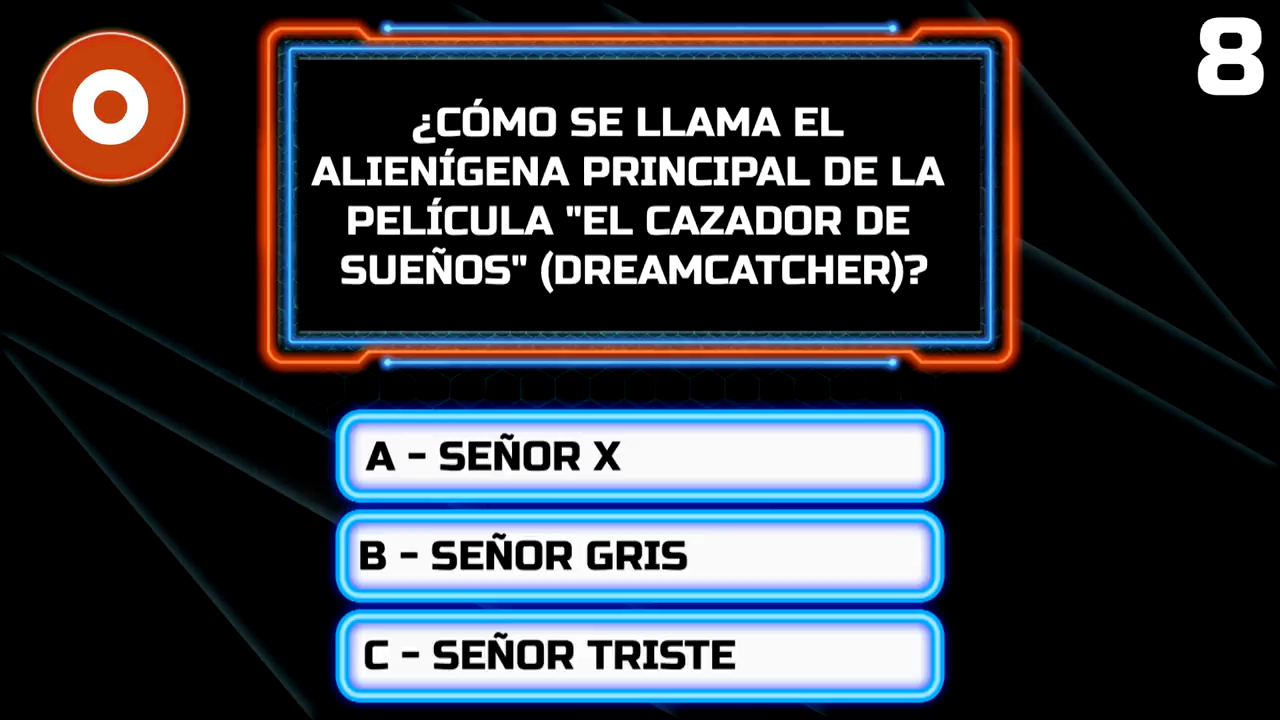 8
¿CÓMO SE LLAMA EL
ALIENÍGENA PRINCIPAL DE LA
PELÍCULA "EL CAZADOR DE
SUEÑOS" (DREAMCATCHER)?
A - SEÑOR X
B - SEÑOR GRIS
C - SEÑOR TRISTE